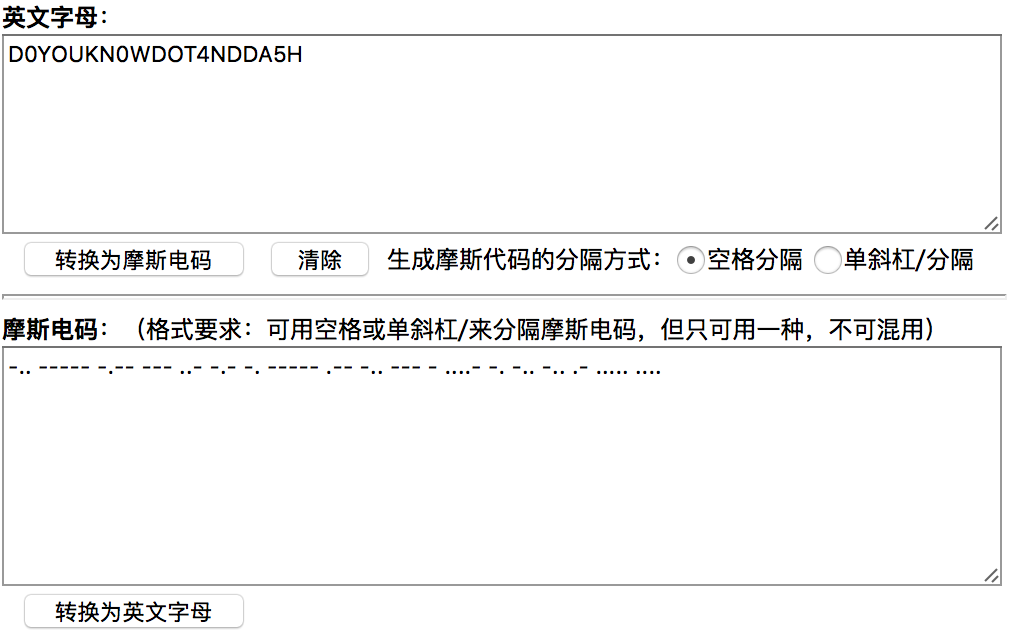 英文字母：
D0YOUKN0WDOT4NDDA5H
转换为摩斯电码 清除 生成摩斯代码的分隔方式： 空格分隔 单斜杠/分隔
摩斯电码：（格式要求：可用空格或单斜杠/来分隔摩斯电码，但只可用一种，不可混用）
-.. ----- -.-- --- ..- -.- -. ----- .-- -.. --- - ....- -. -.. -.. .- ..... ....
转换为英文字母